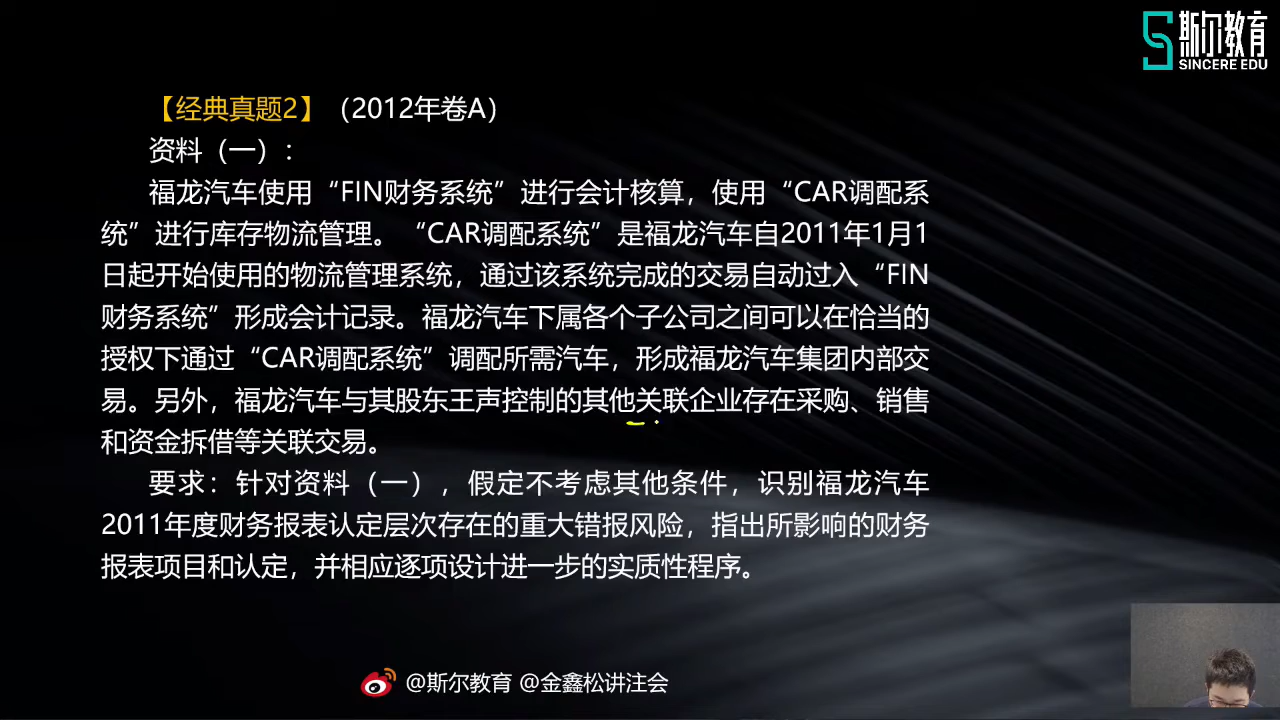 斯尔教育
SINCERE EDU
【经典真题2】（2012年卷A）
资料（一）：
福龙汽车使用“FIN财务系统”进行会计核算，使用“CAR调配系
统”进行库存物流管理。“CAR调配系统”是福龙汽车自2011年1月1
日起开始使用的物流管理系统，通过该系统完成的交易自动过入“FIN
财务系统”形成会计记录。福龙汽车下属各个子公司之间可以在恰当的
授权下通过“CAR调配系统”调配所需汽车，形成福龙汽车集团内部交
易。另外，福龙汽车与其股东王声控制的其他关联企业存在采购、销售
和资金拆借等关联交易。
要求：针对资料（一），假定不考虑其他条件，识别福龙汽车
2011年度财务报表认定层次存在的重大错报风险，指出所影响的财务
报表项目和认定，并相应逐项设计进一步的实质性程序。
@斯尔教育 @金鑫松讲注会